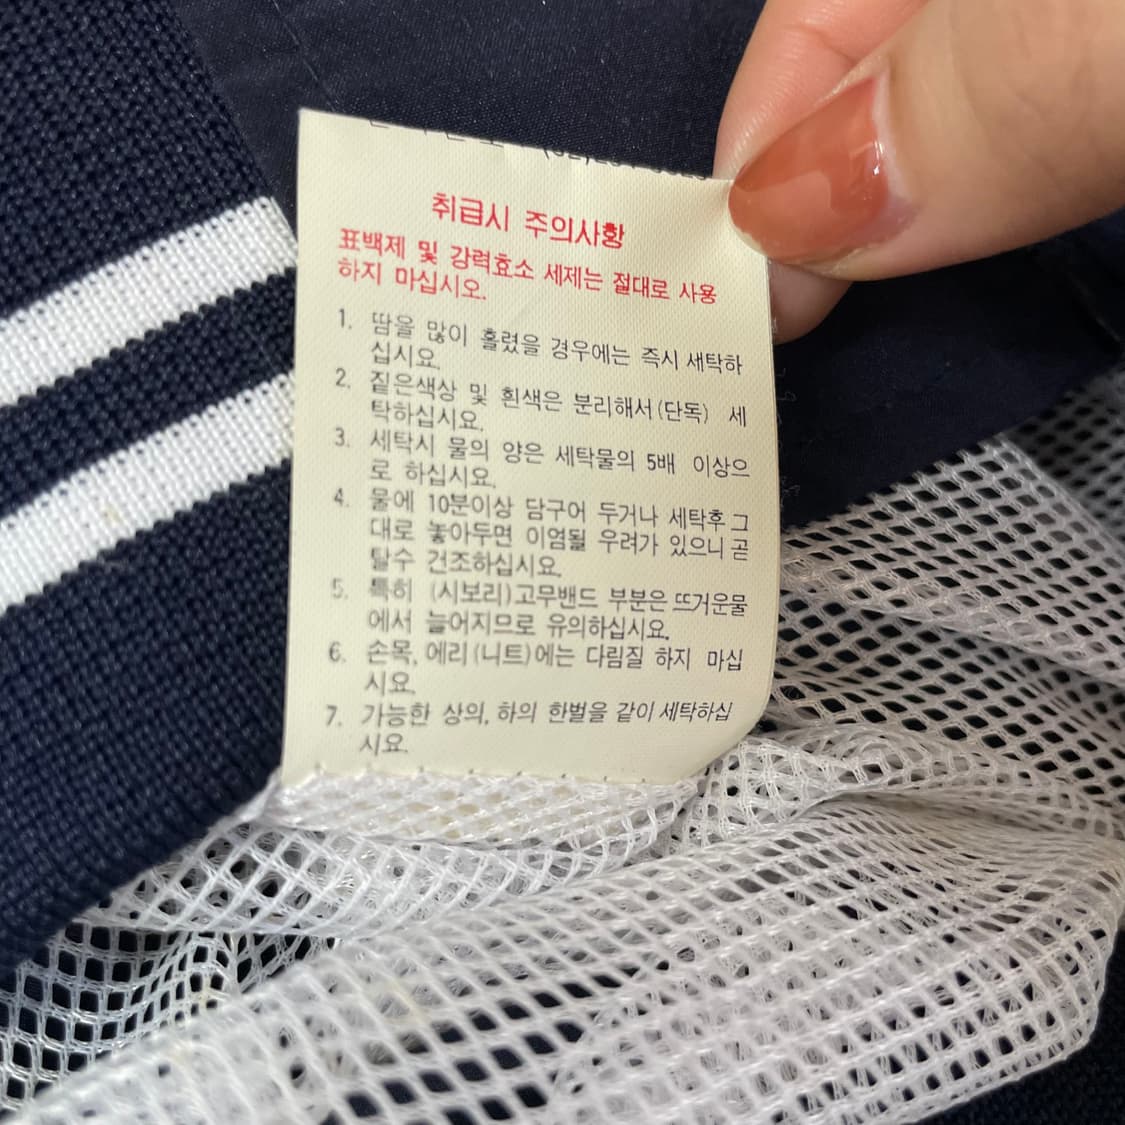 취급시 주의사항
표백제 및 강력효소 세제는 절대로 사용
하지 마십시오.
1. 땀을 많이 흘렸을 경우에는 즉시 세탁하
십시요.
2. 짙은색상 및 흰색은 분리해서(단독) 세
탁하십시요.
3. 세탁시 물의 양은 세탁물의 5배 이상으
로 하십시요.
4. 물에 10분이상 담구어 두거나 세탁후 그
대로 놓아두면 이염될 우려가 있으니 곧
탈수 건조하십시요.
5. 특히 (시보리)고무밴드 부분은 뜨거운물
에서 늘어지므로 유의하십시요.
6. 손목, 에리(니트)에는 다림질 하지 마십
시요.
7. 가능한 상의, 하의 한벌을 같이 세탁하십
시요.